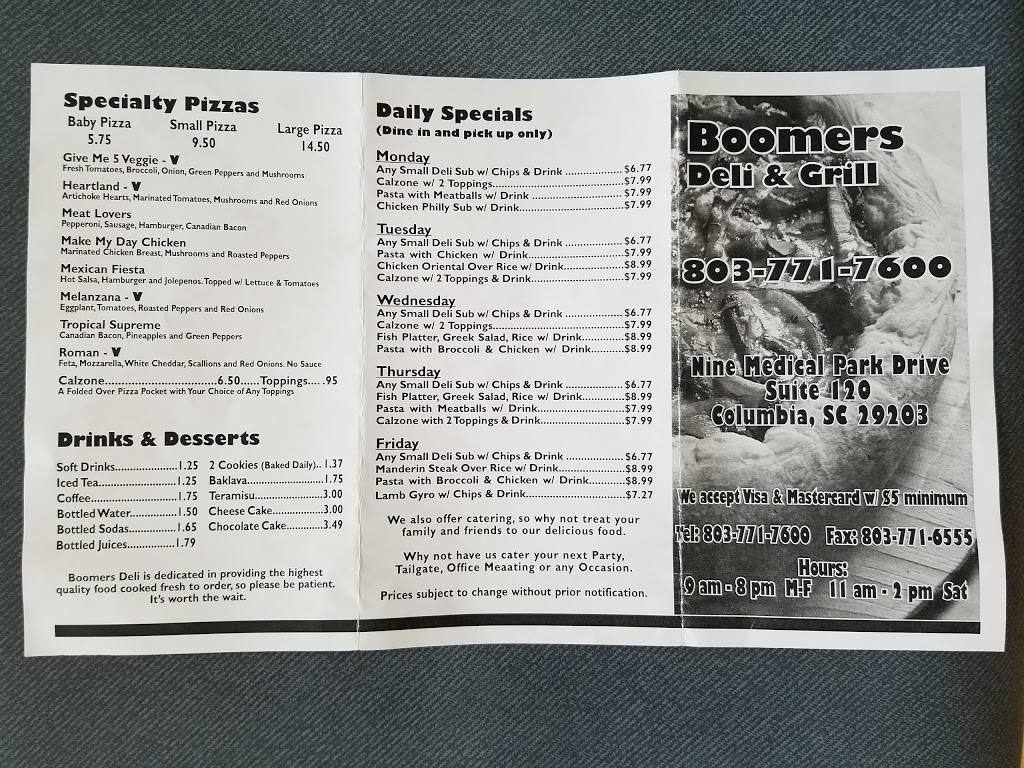 Specialty Pizzas
Baby Pizza Small Pizza Large Pizza
5.75 9.50 14.50
Give Me 5 Veggie - V
Fresh Tomatoes, Broccoli, Onion, Green Peppers and Mushrooms
Heartland - V
Artichoke Hearts, Marinated Tomatoes, Mushrooms and Red Onions
Meat Lovers
Pepperoni, Sausage, Hamburger, Canadian Bacon
Make My Day Chicken
Marinated Chicken Breast, Mushrooms and Roasted Peppers
Mexican Fiesta
Hot Salsa, Hamburger and Jolepenos. Topped w/ Lettuce & Tomatoes
Melanzana - V
Eggplant, Tomatoes, Roasted Peppers and Red Onions
Tropical Supreme
Canadian Bacon, Pineapples and Green Peppers
Roman - V
Feta, Mozzarella, White Cheddar, Scallions and Red Onions. No Sauce
Calzone..............................6.50......Toppings.... .95
A Folded Over Pizza Pocket with Your Choice of Any Toppings
Drinks & Desserts
Soft Drinks.....................1.25
Iced Tea..........................1.25
Coffee.............................1.75
Bottled Water................1.50
Bottled Sodas................1.65
Bottled Juices................1.79
2 Cookies (Baked Daily).. 1.37
Baklava..........................1.75
Teramisu.......................3.00
Cheese Cake.................3.00
Chocolate Cake............3.49
Boomers Deli is dedicated in providing the highest
quality food cooked fresh to order, so please be patient.
It's worth the wait.
Daily Specials
(Dine in and pick up only)
Monday
Any Small Deli Sub w/ Chips & Drink ..................$6.77
Calzone w/ 2 Toppings.......................................$7.99
Pasta with Meatballs w/ Drink ...........................$7.99
Chicken Philly Sub w/ Drink...............................$7.99
Tuesday
Any Small Deli Sub w/ Chips & Drink ..................$6.77
Pasta with Chicken w/ Drink..............................$7.99
Chicken Oriental Over Rice w/ Drink..................$8.99
Calzone w/ 2 Toppings & Drink..........................$7.99
Wednesday
Any Small Deli Sub w/ Chips & Drink ..................$6.77
Calzone w/ 2 Toppings.......................................$7.99
Fish Platter, Greek Salad, Rice w/ Drink.............$8.99
Pasta with Broccoli & Chicken w/ Drink..........$8.99
Thursday
Any Small Deli Sub w/ Chips & Drink ..................$6.77
Fish Platter, Greek Salad, Rice w/ Drink.............$8.99
Pasta with Meatballs w/ Drink...........................$7.99
Calzone with 2 Toppings & Drink.......................$7.99
Friday
Any Small Deli Sub w/ Chips & Drink ..................$6.77
Manderin Steak Over Rice w/ Drink...................$8.99
Pasta with Broccoli & Chicken w/ Drink..........$8.99
Lamb Gyro w/ Chips & Drink............................$7.27
We also offer catering, so why not treat your
family and friends to our delicious food.
Why not have us cater your next Party,
Tailgate, Office Meaating or any Occasion.
Prices subject to change without prior notification.
Boomers
Deli & Grill
803-771-7600
Nine Medical Park Drive
Suite 120
Columbia, SC 29203
We accept Visa & Mastercard w/ $5 minimum
Tel: 803-771-7600 Fax: 803-771-6555
Hours:
9 am - 8 pm M-F 11 am - 2 pm Sat